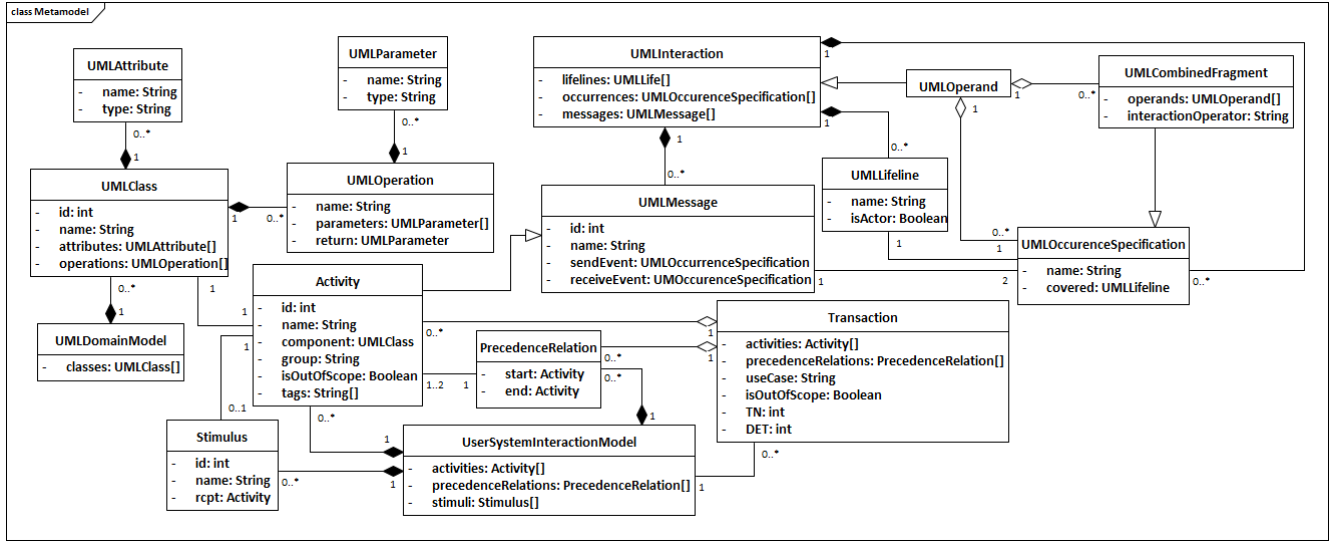 class Metamodel
UMLAttribute
- name: String
- type: String
0..*
1
UMLParameter
- name: String
- type: String
0..*
1
UMLInteraction
- lifelines: UMLLife[]
- occurrences: UMLOccurenceSpecification[]
- messages: UMLMessage[]
1
1
1
0..*
0..*
UMLOperand
1
0..*
1
0..*
UMLCombinedFragment
- operands: UMLOperand[]
- interactionOperator: String
UMLClass
- id: int
- name: String
- attributes: UMLAttribute[]
- operations: UMLOperation[]
1
0..*
0..*
1
1
1
UMLOperation
- name: String
- parameters: UMLParameter[]
- return: UMLParameter
UMLLifeline
- name: String
- isActor: Boolean
1
1
UMLMessage
- id: int
- name: String
- sendEvent: UMLOccurrenceSpecification
- receiveEvent: UMOccurenceSpecification
1
2
UMLOccurenceSpecification
- name: String
- covered: UMLLifeline
0..*
UMLDomainModel
- classes: UMLClass[]
Activity
- id: int
- name: String
- component: UMLClass
- group: String
- isOutOfScope: Boolean
- tags: String[]
0..*
1
1
0..1
1..2
1
0..*
PrecedenceRelation
- start: Activity
- end: Activity
0..*
1
0..*
1
Transaction
- activities: Activity[]
- precedenceRelations: PrecedenceRelation[]
- useCase: String
- isOutOfScope: Boolean
- TN: int
- DET: int
0..*
Stimulus
- id: int
- name: String
- rcpt: Activity
0..*
1
1
UserSystemInteractionModel
- activities: Activity[]
- precedenceRelations: PrecedenceRelation[]
- stimuli: Stimulus[]
1